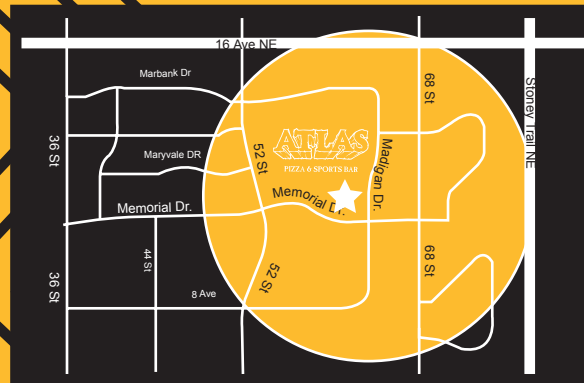 16 Ave NE
Marbank Dr
68 St
Stoney Trail NE
36 St
ATLAS
PIZZA & SPORTS BAR
52 St
Madigan Dr.
Maryvale DR
Memorial Dr.
Memorial Dr.
44 St
36 St
52 St
68 St
8 Ave